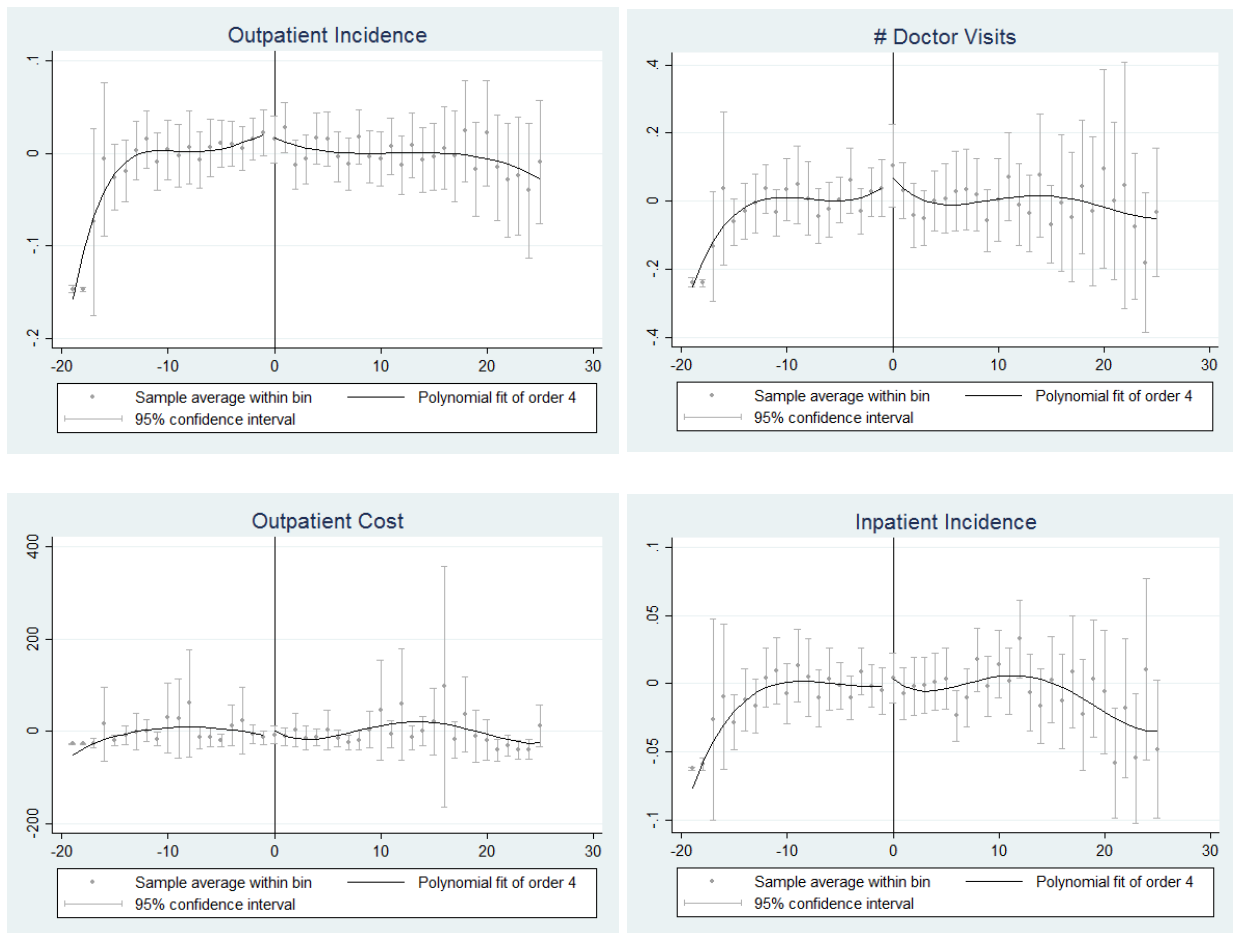 Outpatient Incidence
.1
0
-.1
-.2
-20 -10 0 10 20 30
Sample average within bin Polynomial fit of order 4
95% confidence interval
# Doctor Visits
.4
.2
0
-.2
-.4
-20 -10 0 10 20 30
Sample average within bin Polynomial fit of order 4
95% confidence interval
Outpatient Cost
400
200
0
-200
-20 -10 0 10 20 30
Sample average within bin Polynomial fit of order 4
95% confidence interval
Inpatient Incidence
.1
.05
0
-.05
-.1
-20 -10 0 10 20 30
Sample average within bin Polynomial fit of order 4
95% confidence interval